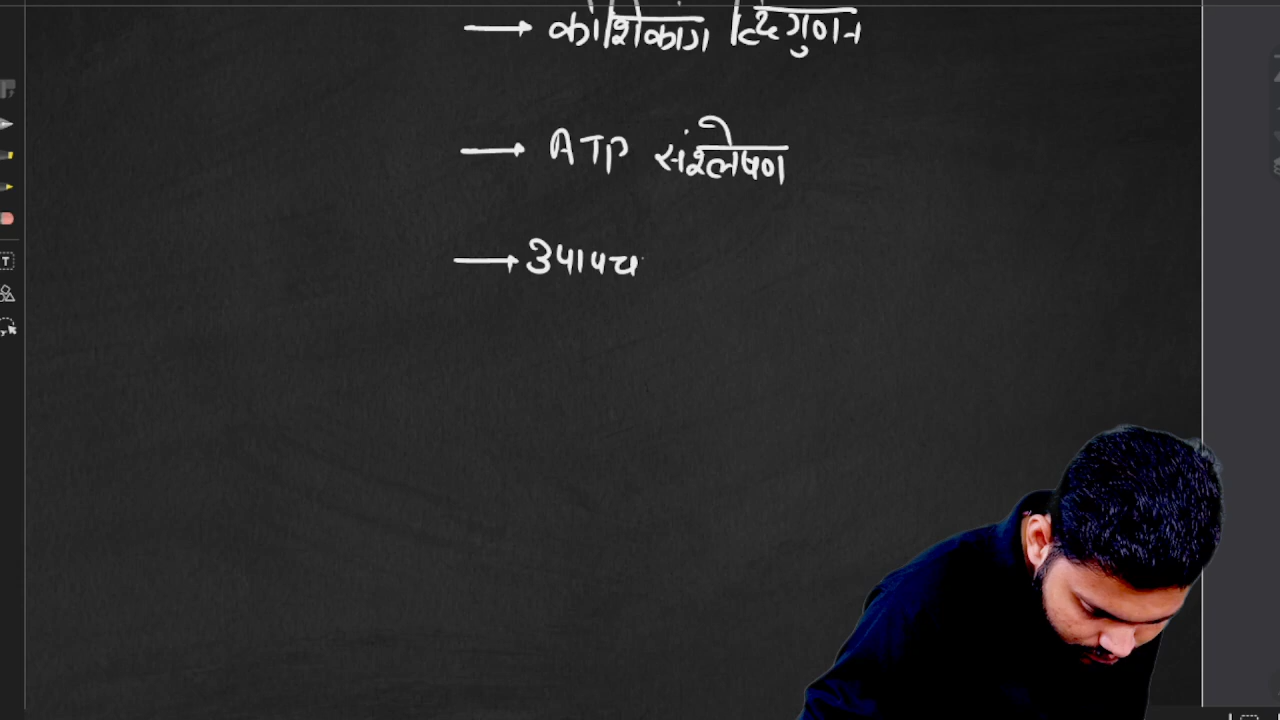 → कोशिकांग द्विगुणन
→ ATP संश्लेषण
→ उपापच